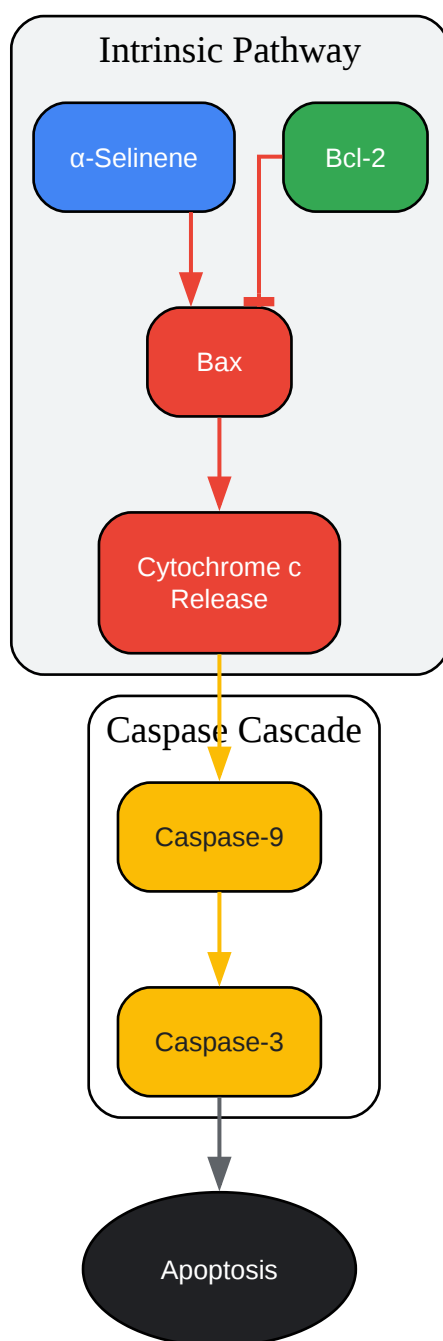 Intrinsic Pathway
α-Selinene
Bcl-2
Bax
Cytochrome c
Release
Caspase Cascade
Caspase-9
Caspase-3
Apoptosis